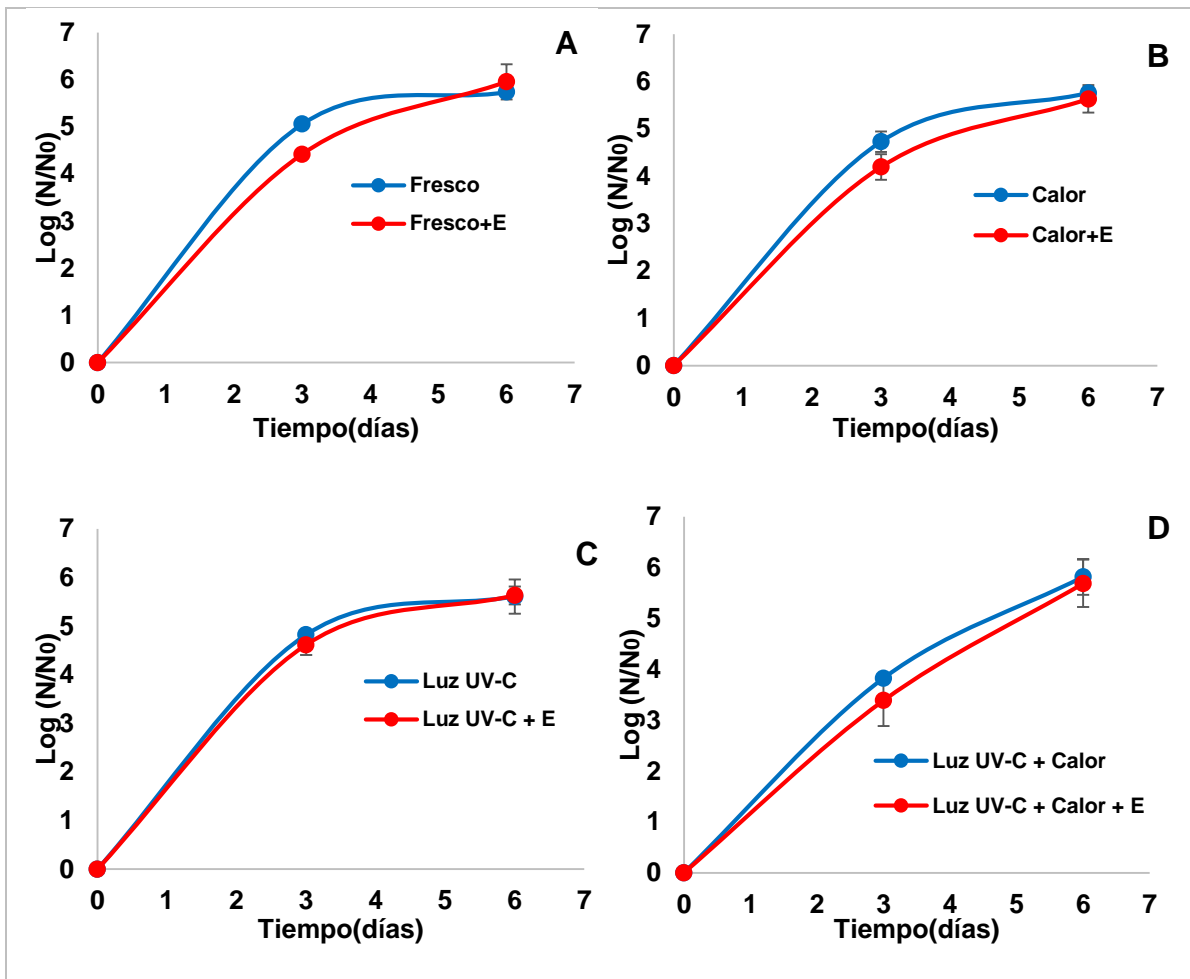 A
7
6
5
4
3
2
1
0
Log (N/N0)
Fresco
Fresco+E
0 1 2 3 4 5 6 7
Tiempo(días)
B
7
6
5
4
3
2
1
0
Log (N/N0)
Calor
Calor+E
0 1 2 3 4 5 6 7
Tiempo(días)
C
7
6
5
4
3
2
1
0
Log (N/N0)
Luz UV-C
Luz UV-C + E
0 1 2 3 4 5 6 7
Tiempo(días)
D
7
6
5
4
3
2
1
0
Log (N/N0)
Luz UV-C + Calor
Luz UV-C + Calor + E
0 1 2 3 4 5 6 7
Tiempo(días)